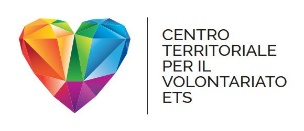 CENTRO
TERRITORIALE
PER IL
VOLONTARIATO
ETS